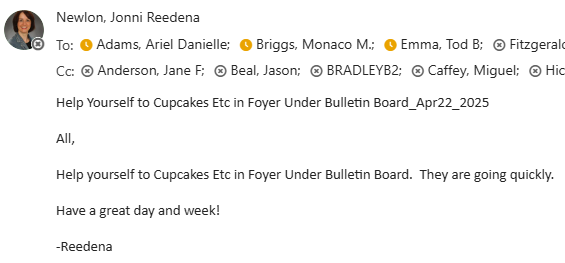 Newlon, Jonni Reedena
To: Adams, Ariel Danielle; Briggs, Monaco M.; Emma, Tod B; Fitzgeral
Cc: Anderson, Jane F; Beal, Jason; BRADLEYB2; Caffey, Miguel; Hic
Help Yourself to Cupcakes Etc in Foyer Under Bulletin Board_Apr22_2025
All,
Help yourself to Cupcakes Etc in Foyer Under Bulletin Board. They are going quickly.
Have a great day and week!
-Reedena